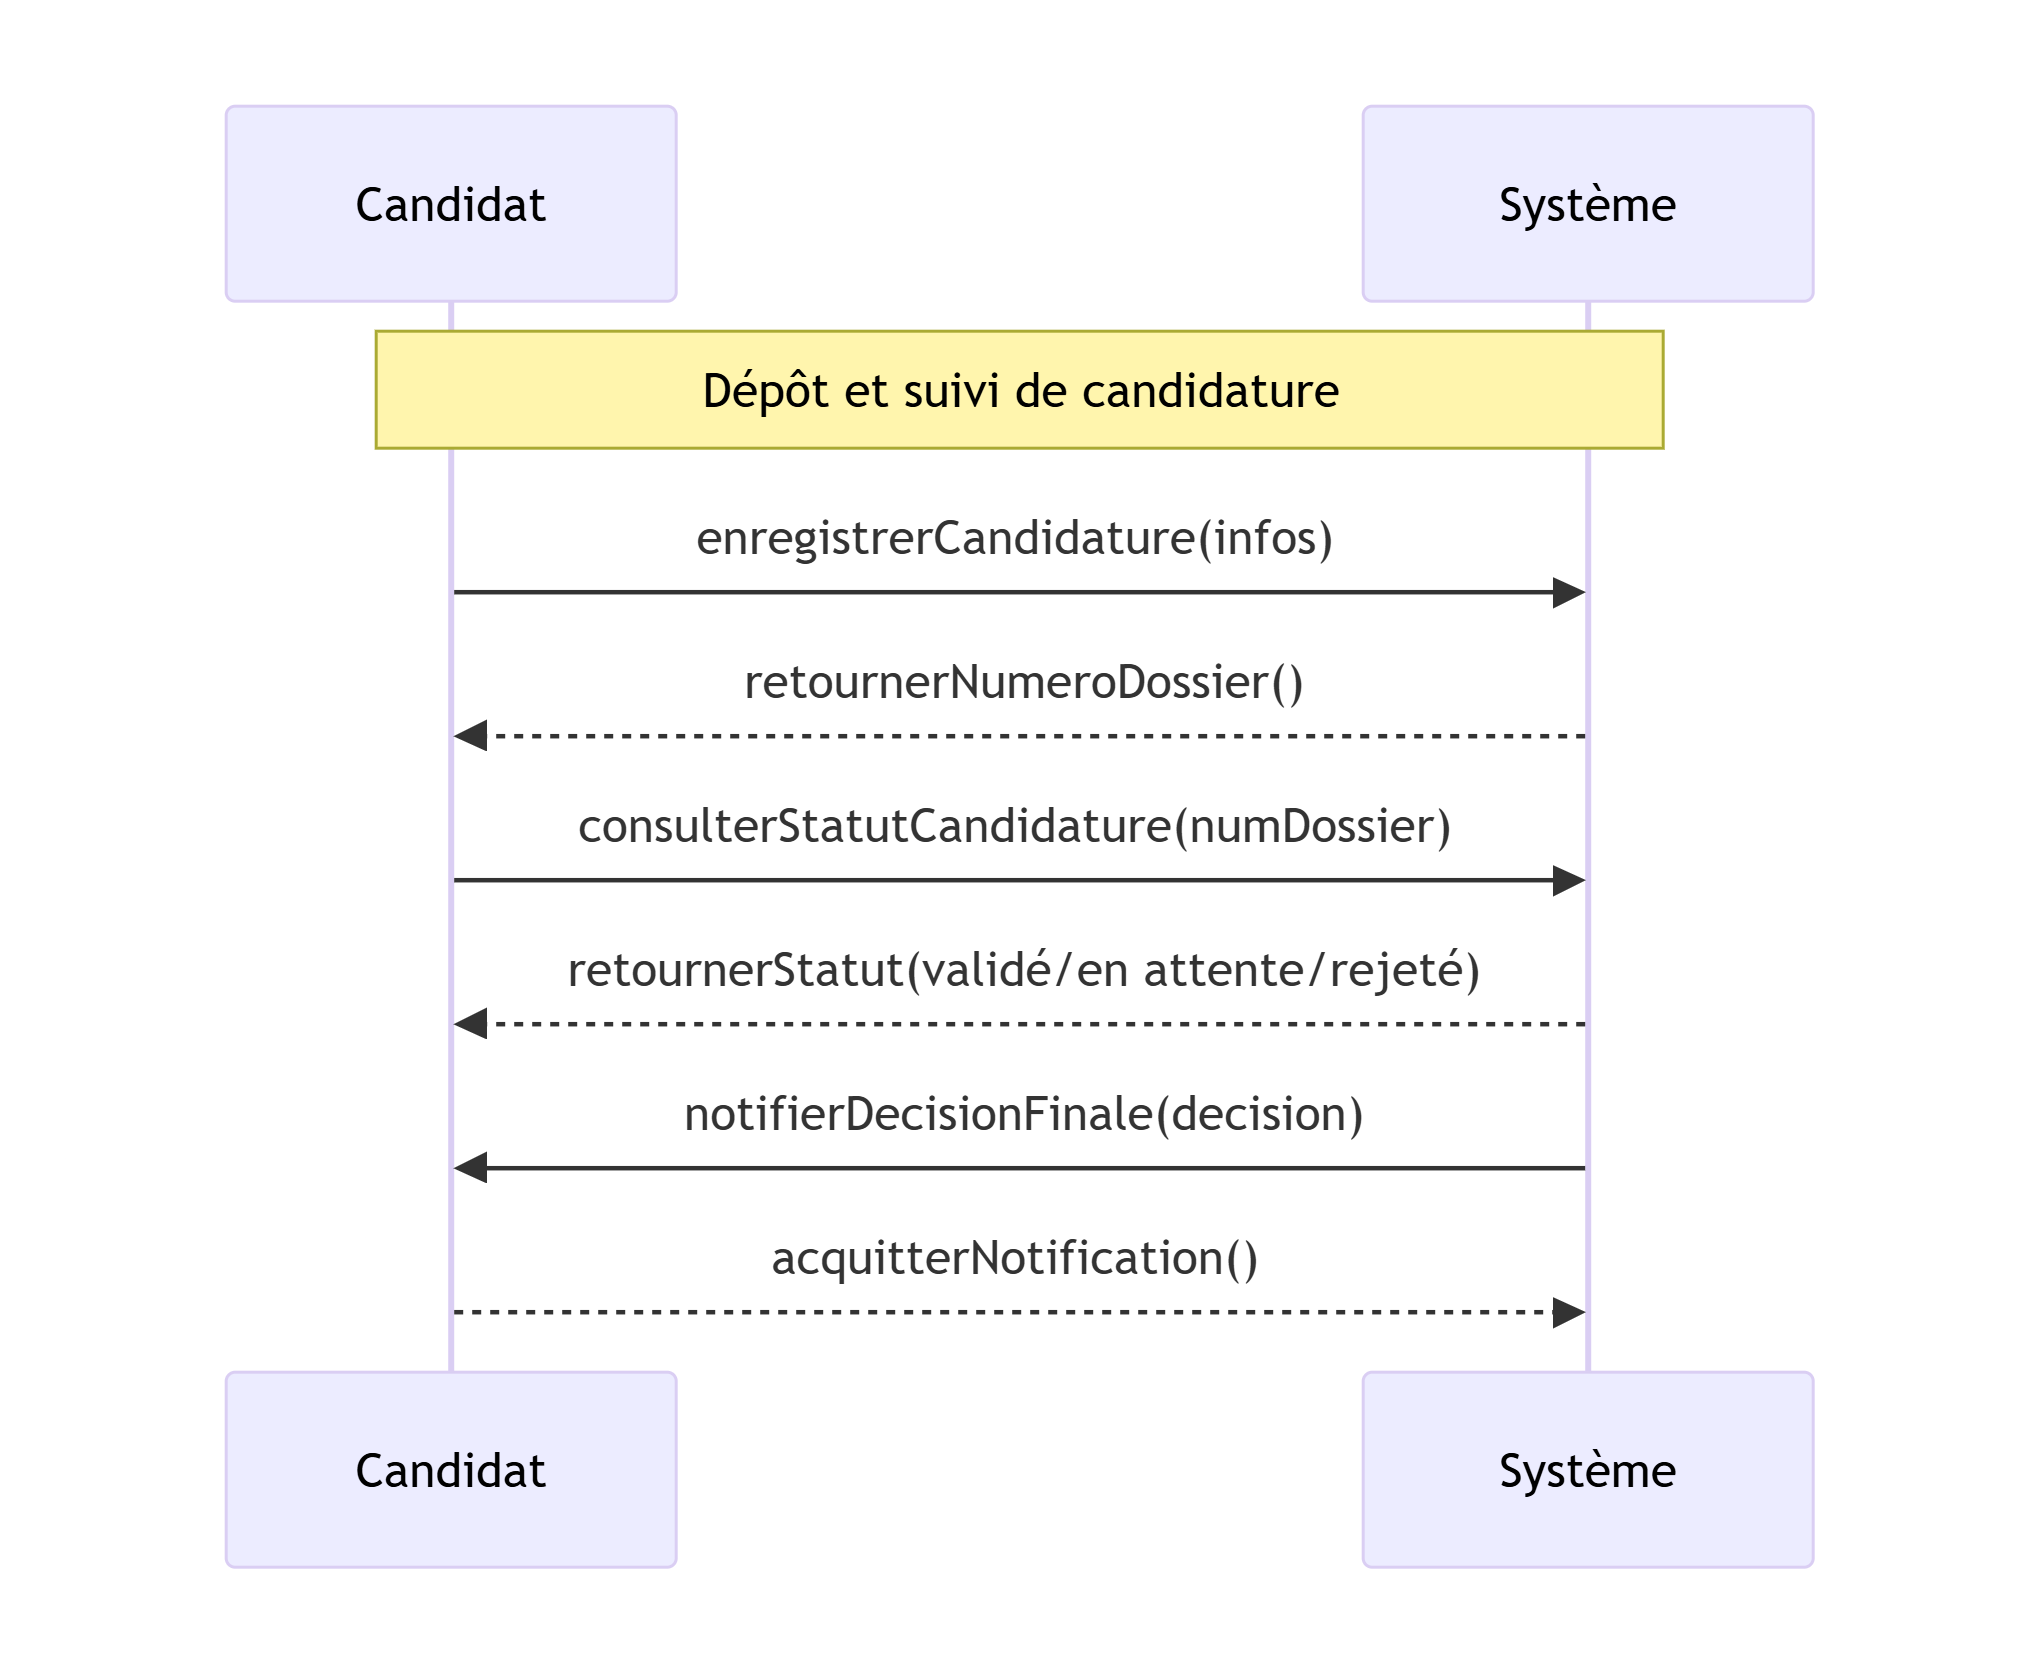 Candidat
Système
Dépôt et suivi de candidature
enregistrerCandidature(infos)
retournerNumeroDossier()
consulterStatutCandidature(numDossier)
retournerStatut(validé/en attente/rejeté)
notifierDecisionFinale(decision)
acquitterNotification()
Candidat
Système